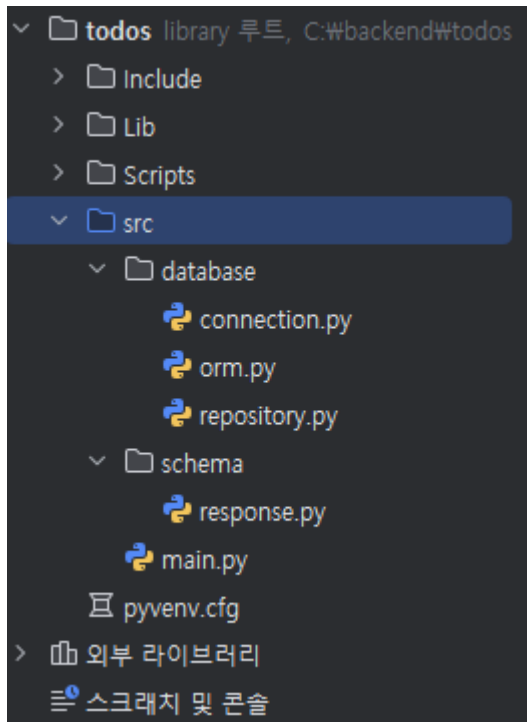 todos library 루트, C:₩backend₩todos
Include
Lib
Scripts
src
database
connection.py
orm.py
repository.py
schema
response.py
main.py
pyvenv.cfg
외부 라이브러리
스크래치 및 콘솔